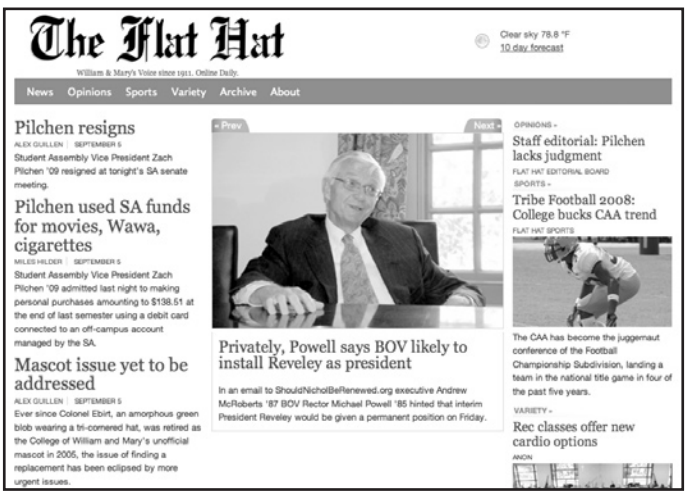 The Flat Hat
William & Mary's Voice since 1911. Online Daily.
Clear sky 78.8 °F
10 day forecast
News Opinions Sports Variety Archive About
Pilchen resigns
ALEX GUILLEN | SEPTEMBER 5
Student Assembly Vice President Zach
Pilchen '09 resigned at tonight's SA senate
meeting.
Pilchen used SA funds
for movies, Wawa,
cigarettes
MILES HILDER | SEPTEMBER 5
Student Assembly Vice President Zach
Pilchen '09 admitted last night to making
personal purchases amounting to $138.51 at
the end of last semester using a debit card
connected to an off-campus account
managed by the SA.
Mascot issue yet to be
addressed
ALEX GUILLEN | SEPTEMBER 5
Ever since Colonel Ebirt, an amorphous green
blob wearing a tri-cornered hat, was retired as
the College of William and Mary's unofficial
mascot in 2005, the issue of finding a
replacement has been eclipsed by more
urgent issues.
« Prev
Next »
Privately, Powell says BOV likely to
install Reveley as president
In an email to ShouldNicholBeRenewed.org executive Andrew
McRoberts '87 BOV Rector Michael Powell '85 hinted that interim
President Reveley would be given a permanent position on Friday.
OPINIONS »
Staff editorial: Pilchen
lacks judgment
FLAT HAT EDITORIAL BOARD
SPORTS »
Tribe Football 2008:
College bucks CAA trend
FLAT HAT SPORTS
The CAA has become the juggernaut
conference of the Football
Championship Subdivision, landing a
team in the national title game in four of
the past five years.
VARIETY »
Rec classes offer new
cardio options
ANON